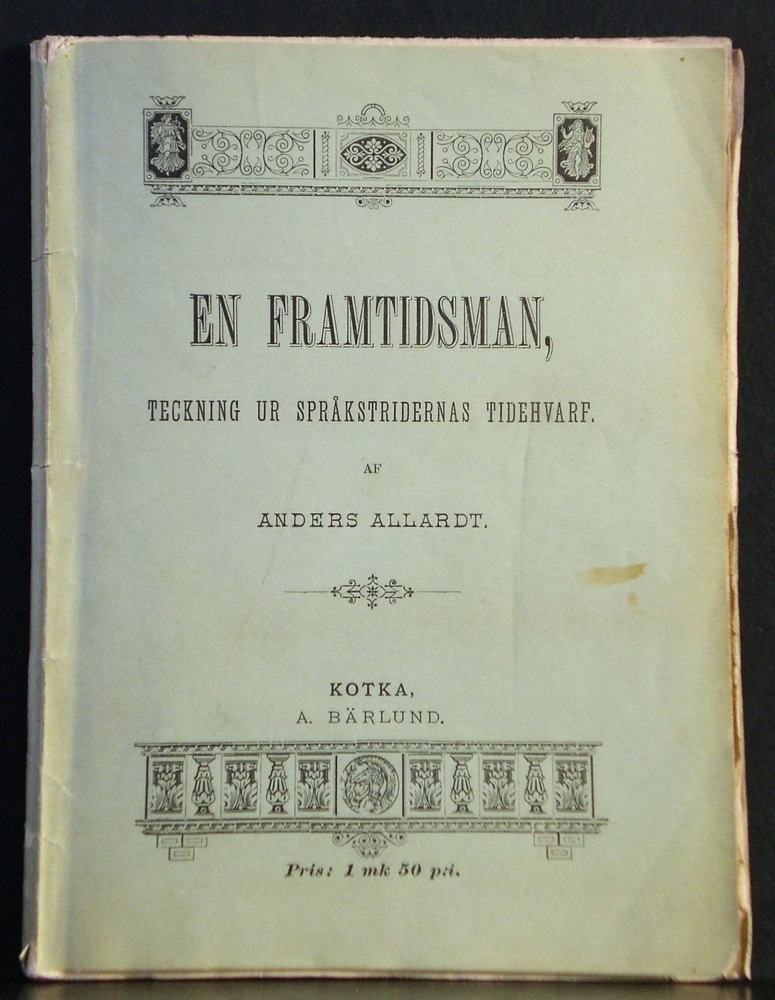 EN FRAMTIDSMAN,
TECKNING UR SPRÅKSTRIDERNAS TIDEHVARF.
AF
ANDERS ALLARDT.
KOTKA,
A. BÄRLUND.
Pris: 1 mk 50 p:i.